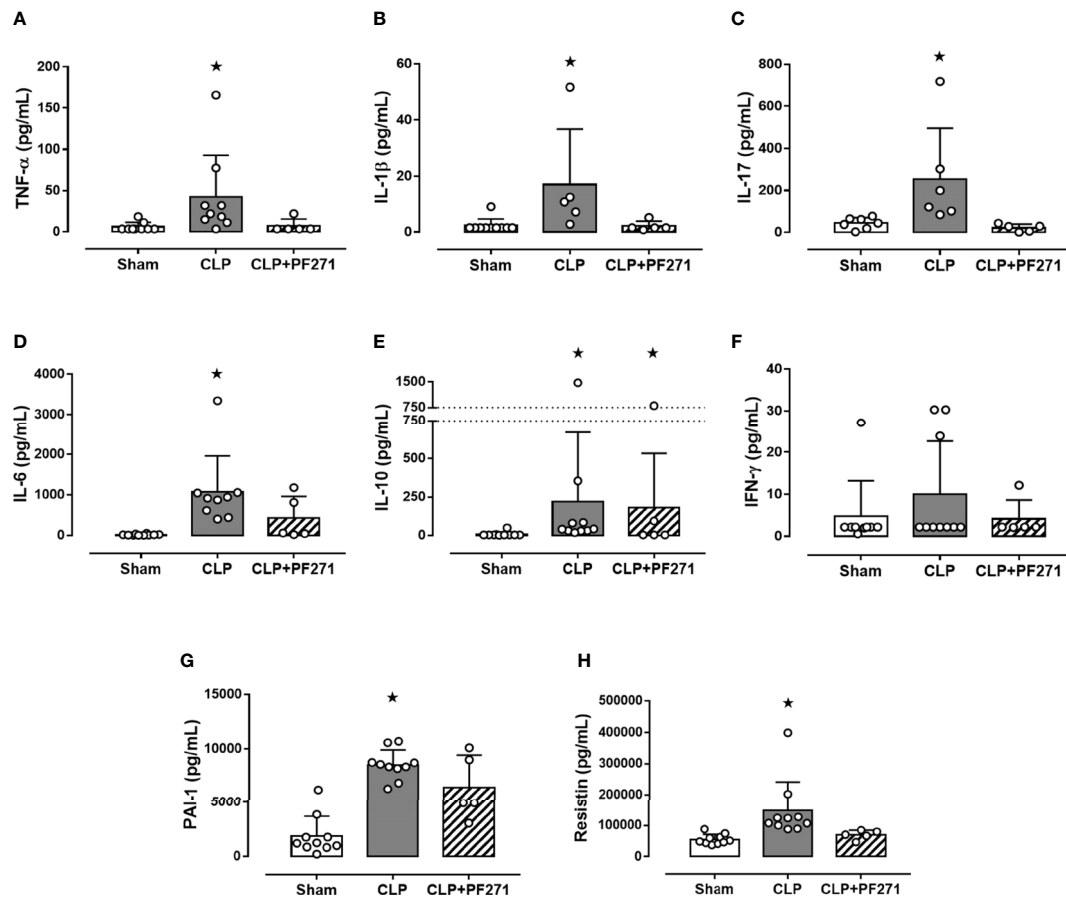 A
TNF-α (pg/mL)
200
150
100
50
0
★
Sham CLP CLP+PF271
B
IL-1β (pg/mL)
60
40
20
0
★
Sham CLP CLP+PF271
C
IL-17 (pg/mL)
800
600
400
200
0
★
Sham CLP CLP+PF271
D
IL-6 (pg/mL)
4000
3000
2000
1000
0
★
Sham CLP CLP+PF271
E
IL-10 (pg/mL)
1500
750
750
500
250
0
★ ★
Sham CLP CLP+PF271
F
IFN-γ (pg/mL)
40
30
20
10
0
Sham CLP CLP+PF271
G
PAI-1 (pg/mL)
15000
10000
5000
0
★
Sham CLP CLP+PF271
H
Resistin (pg/mL)
500000
400000
300000
200000
100000
0
★
Sham CLP CLP+PF271